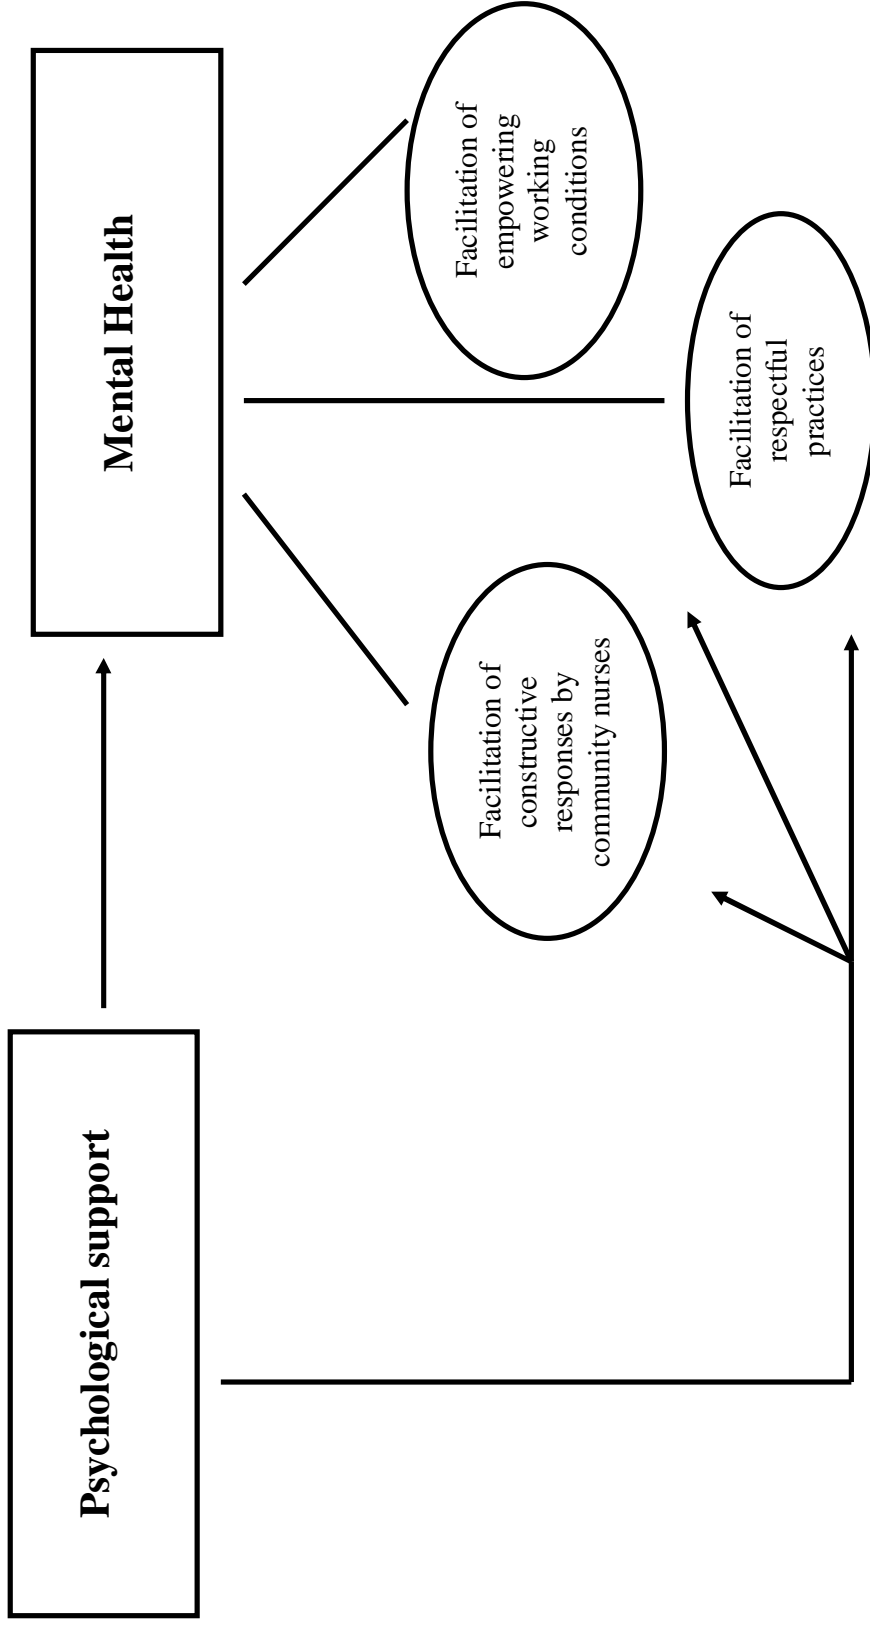 Psychological support
Mental Health
Facilitation of
constructive
responses by
community nurses
Facilitation of
respectful
practices
Facilitation of
empowering
working
conditions